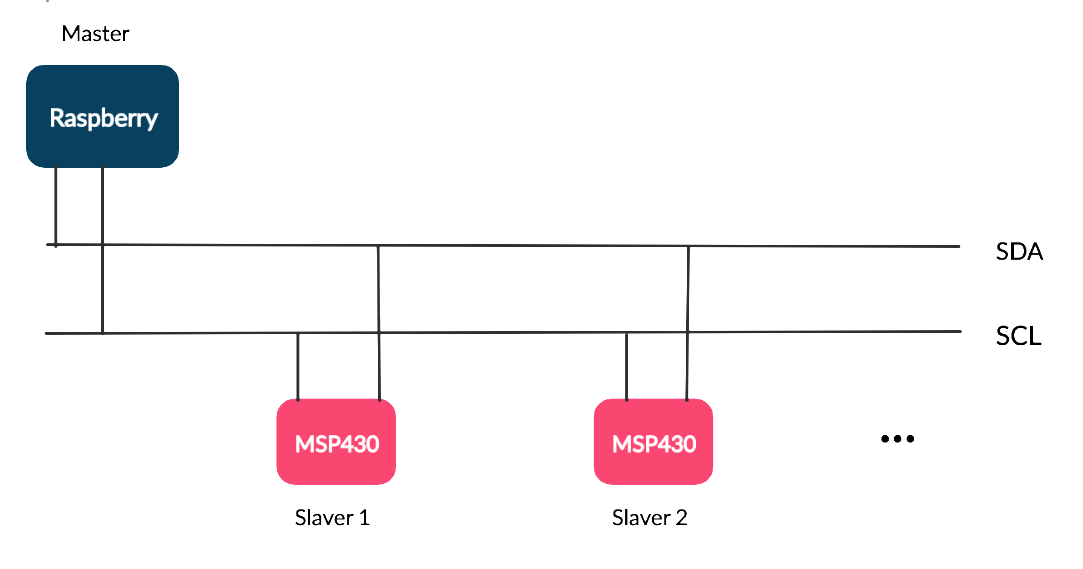 Master
Raspberry
SDA
SCL
MSP430
MSP430
•••
Slaver 1
Slaver 2